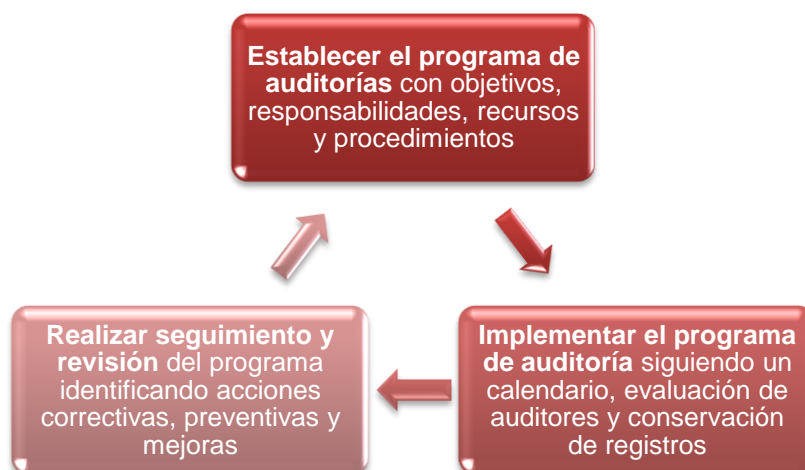 Establecer el programa de
auditorías con objetivos,
responsabilidades, recursos
y procedimientos
Implementar el programa
de auditoría siguiendo un
calendario, evaluación de
auditores y conservación
de registros
Realizar seguimiento y
revisión del programa
identificando acciones
correctivas, preventivas y
mejoras